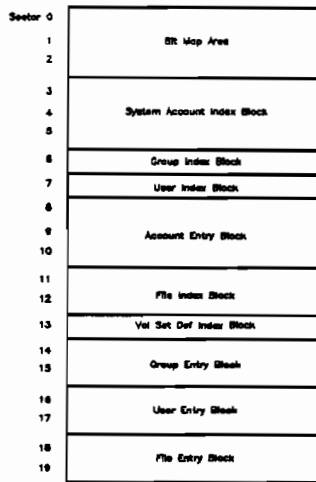 Sector 0
1 Bit Map Area
2
3
4 System Account Index Block
5
6 Group Index Block
7 User Index Block
8
9 Account Entry Block
10
11
12 File Index Block
13 Vol Set Def Index Block
14
15 Group Entry Block
16
17 User Entry Block
18
19 File Entry Block